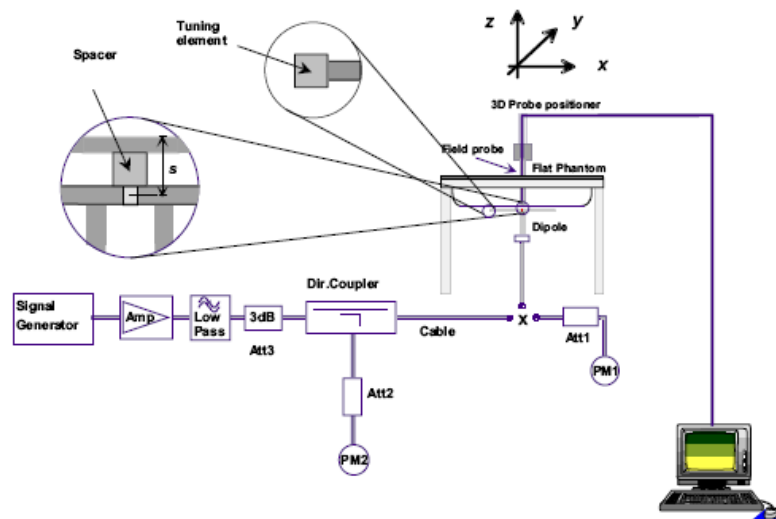 Tuning
element
Spacer
s
z
y
x
3D Probe positioner
Field probe
Flat Phantom
Dipole
Signal
Generator
Amp
Low
Pass
3dB
Att3
Dir.Coupler
Cable
x
Att1
PM1
Att2
PM2